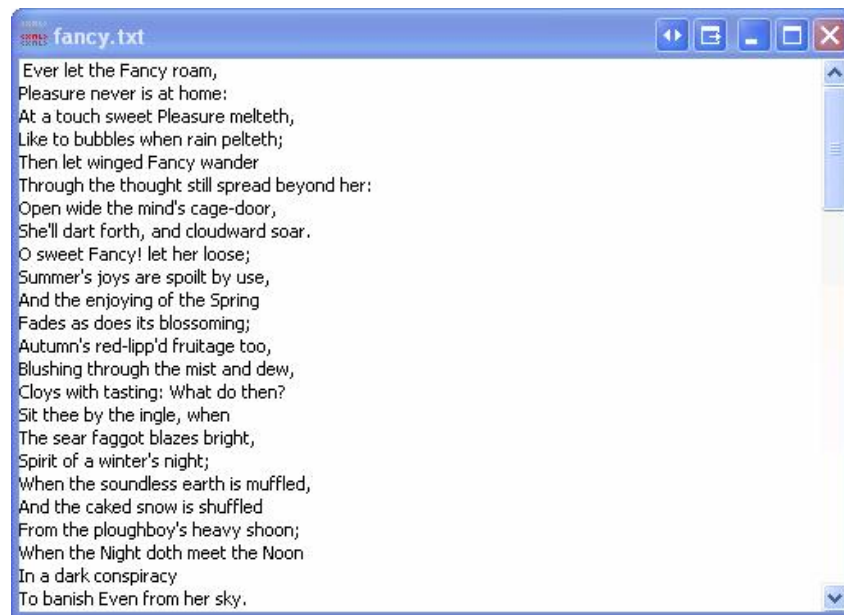 fancy.txt
Ever let the Fancy roam,
Pleasure never is at home:
At a touch sweet Pleasure melteth,
Like to bubbles when rain pelteth;
Then let winged Fancy wander
Through the thought still spread beyond her:
Open wide the mind's cage-door,
She'll dart forth, and cloudward soar.
O sweet Fancy! let her loose;
Summer's joys are spoilt by use,
And the enjoying of the Spring
Fades as does its blossoming;
Autumn's red-lipp'd fruitage too,
Blushing through the mist and dew,
Cloys with tasting: What do then?
Sit thee by the ingle, when
The sear faggot blazes bright,
Spirit of a winter's night;
When the soundless earth is muffled,
And the caked snow is shuffled
From the ploughboy's heavy shoon;
When the Night doth meet the Noon
In a dark conspiracy
To banish Even from her sky.